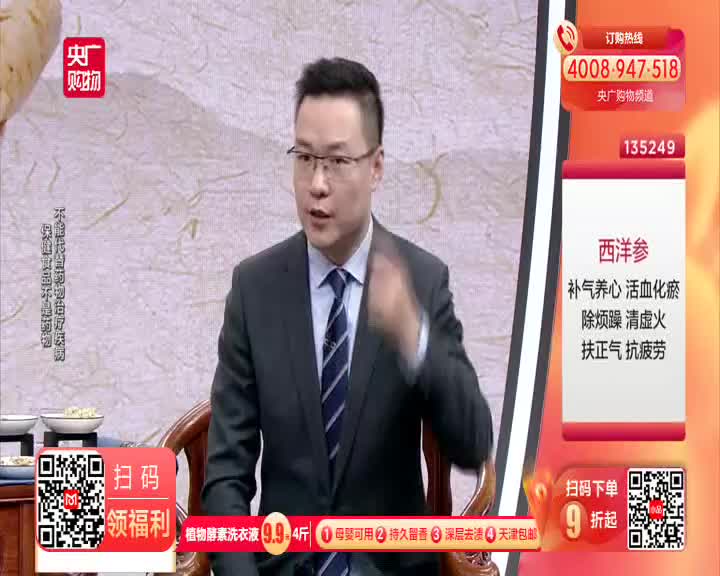 央广
购物
订购热线
4008·947·518
央广购物频道
135249
西洋参
补气养心 活血化瘀
除烦躁 清虚火
扶正气 抗疲劳
保健食品不是药物
不能代替药物治疗疾病
扫码
领福利
植物酵素洗衣液 9.9元 4斤 1 母婴可用 2 持久留香 3 深层去渍 4 天津包邮
扫码下单
9折起